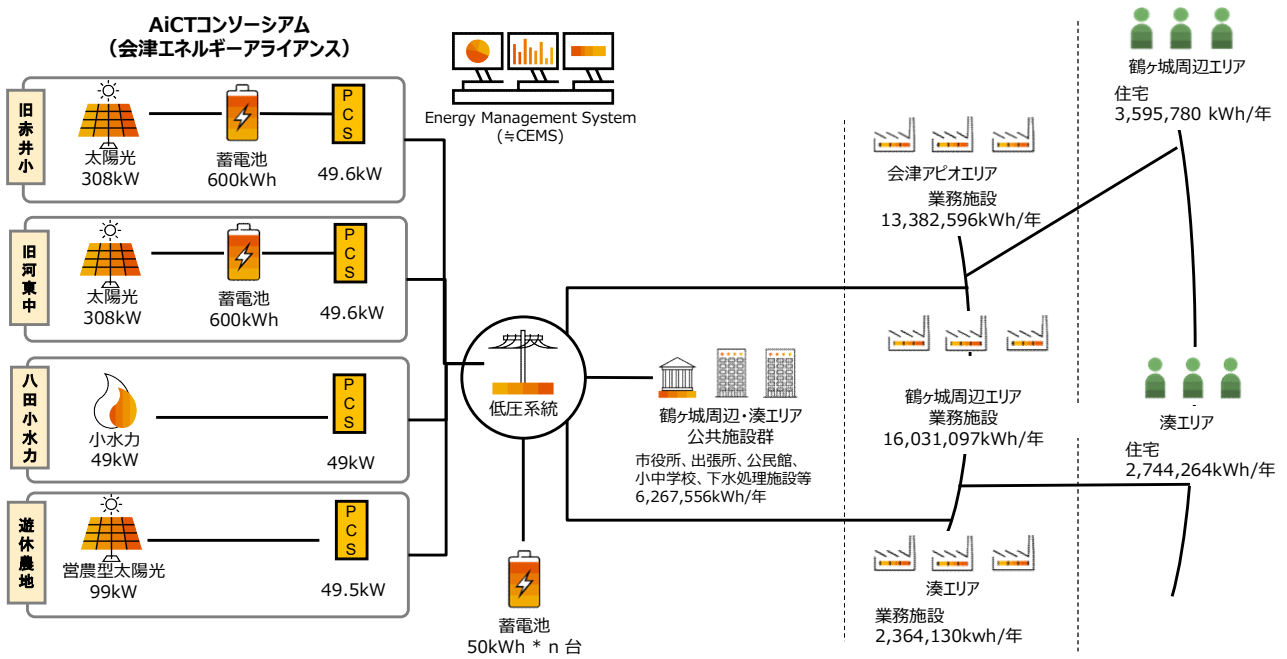 AiCTコンソーシアム
（会津エネルギーアライアンス）
Energy Management System
(≒CEMS)
旧赤井小
太陽光
308kW
蓄電池
600kWh
PCS
49.6kW
旧河東中
太陽光
308kW
蓄電池
600kWh
PCS
49.6kW
八田小水力
小水力
49kW
PCS
49kW
遊休農地
営農型太陽光
99kW
PCS
49.5kW
低圧系統
蓄電池
50kWh * n 台
鶴ヶ城周辺・湊エリア
公共施設群
市役所、出張所、公民館、
小中学校、下水処理施設等
6,267,556kWh/年
会津アピオエリア
業務施設
13,382,596kWh/年
鶴ヶ城周辺エリア
業務施設
16,031,097kWh/年
湊エリア
業務施設
2,364,130kwh/年
鶴ヶ城周辺エリア
住宅
3,595,780 kWh/年
湊エリア
住宅
2,744,264kWh/年